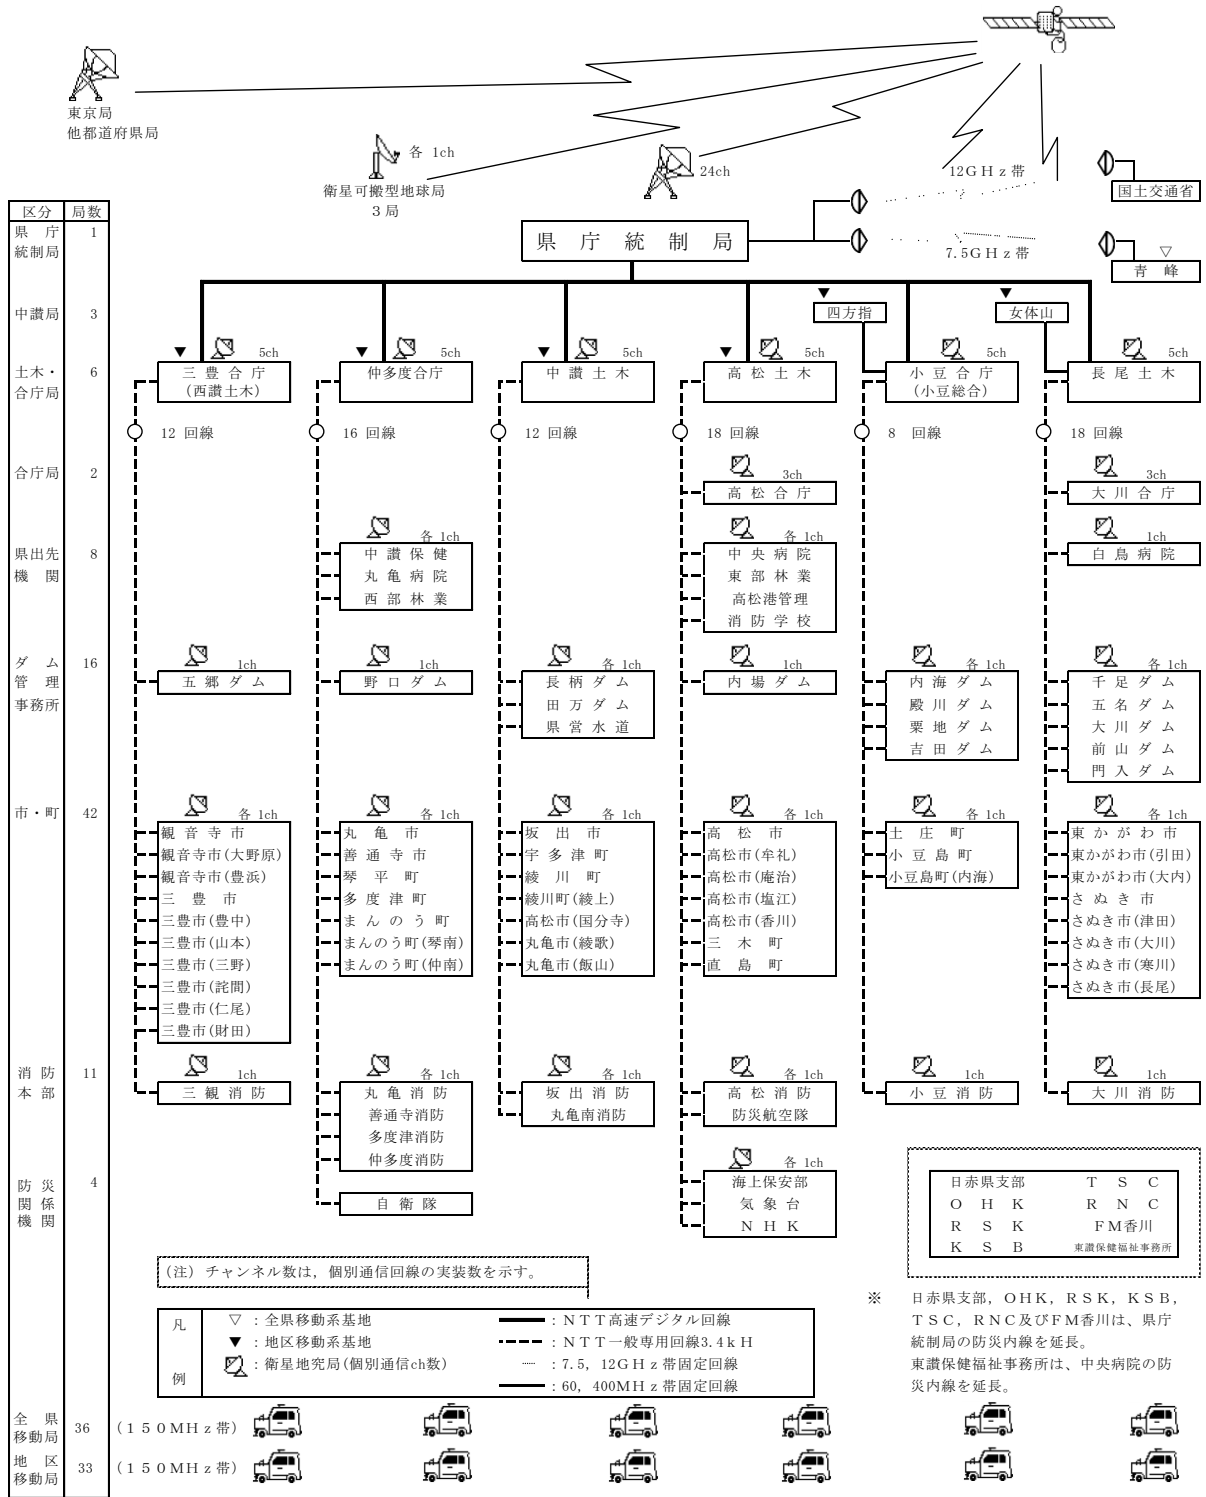 東京局
他都道府県局
各 1ch
衛星可搬型地球局
3局
24ch
12GHz帯
国土交通省
7.5GHz帯
▽
青 峰
区分 局数
県 庁 統制局 1
県 庁 統 制 局
中讃局 3
▼
四方指
▼
女体山
土木・合庁局 6
▼ 5ch
三豊合庁
(西讃土木)
▼ 5ch
仲多度合庁
▼ 5ch
中讃土木
▼ 5ch
高松土木
5ch
小豆合庁
(小豆総合)
5ch
長尾土木
12 回線
16 回線
12 回線
18 回線
8 回線
18 回線
合庁局 2
3ch
高松合庁
3ch
大川合庁
県出先機 関 8
各 1ch
中讃保健
丸亀病院
西部林業
各 1ch
中央病院
東部林業
高松港管理
消防学校
1ch
白鳥病院
ダ ム管 理事務所 16
1ch
五郷ダム
1ch
野口ダム
各 1ch
長柄ダム
田万ダム
県営水道
1ch
内場ダム
各 1ch
内海ダム
殿川ダム
粟地ダム
吉田ダム
各 1ch
千足ダム
五名ダム
大川ダム
前山ダム
門入ダム
市・町 42
各 1ch
観音寺市
観音寺市(大野原)
観音寺市(豊浜)
三 豊 市
三豊市(豊中)
三豊市(山本)
三豊市(三野)
三豊市(詫間)
三豊市(仁尾)
三豊市(財田)
各 1ch
丸 亀 市
善通寺市
琴 平 町
多度津町
まんのう町
まんのう町(琴南)
まんのう町(仲南)
各 1ch
坂 出 市
宇多津町
綾 川 町
綾川町(綾上)
高松市(国分寺)
丸亀市(綾歌)
丸亀市(飯山)
各 1ch
高 松 市
高松市(牟礼)
高松市(庵治)
高松市(塩江)
高松市(香川)
三 木 町
直 島 町
各 1ch
土 庄 町
小豆島町
小豆島町(内海)
各 1ch
東かがわ市
東かがわ市(引田)
東かがわ市(大内)
さぬき市
さぬき市(津田)
さぬき市(大川)
さぬき市(寒川)
さぬき市(長尾)
消 防本 部 11
1ch
三観消防
各 1ch
丸亀消防
善通寺消防
多度津消防
仲多度消防
各 1ch
坂出消防
丸亀南消防
各 1ch
高松消防
防災航空隊
1ch
小豆消防
1ch
大川消防
防 災関 係機 関 4
自衛隊
各 1ch
海上保安部
気象台
NHK
日赤県支部 TSC
OHK RNC
RSK FM香川
KSB 東讃保健福祉事務所
(注) チャンネル数は，個別通信回線の実装数を示す。
※ 日赤県支部，OHK，RSK，KSB，
TSC，RNC及びFM香川は、県庁
統制局の防災内線を延長。
東讃保健福祉事務所は、中央病院の防
災内線を延長。
凡 例
▽ ：全県移動系基地
▼ ：地区移動系基地
：衛星地究局(個別通信ch数)
：NTT高速デジタル回線
：NTT一般専用回線3.4kH
：7.5，12GHz帯固定回線
：60，400MHz帯固定回線
全 県移動局 36 (150MHz帯)
地 区移動局 33 (150MHz帯)